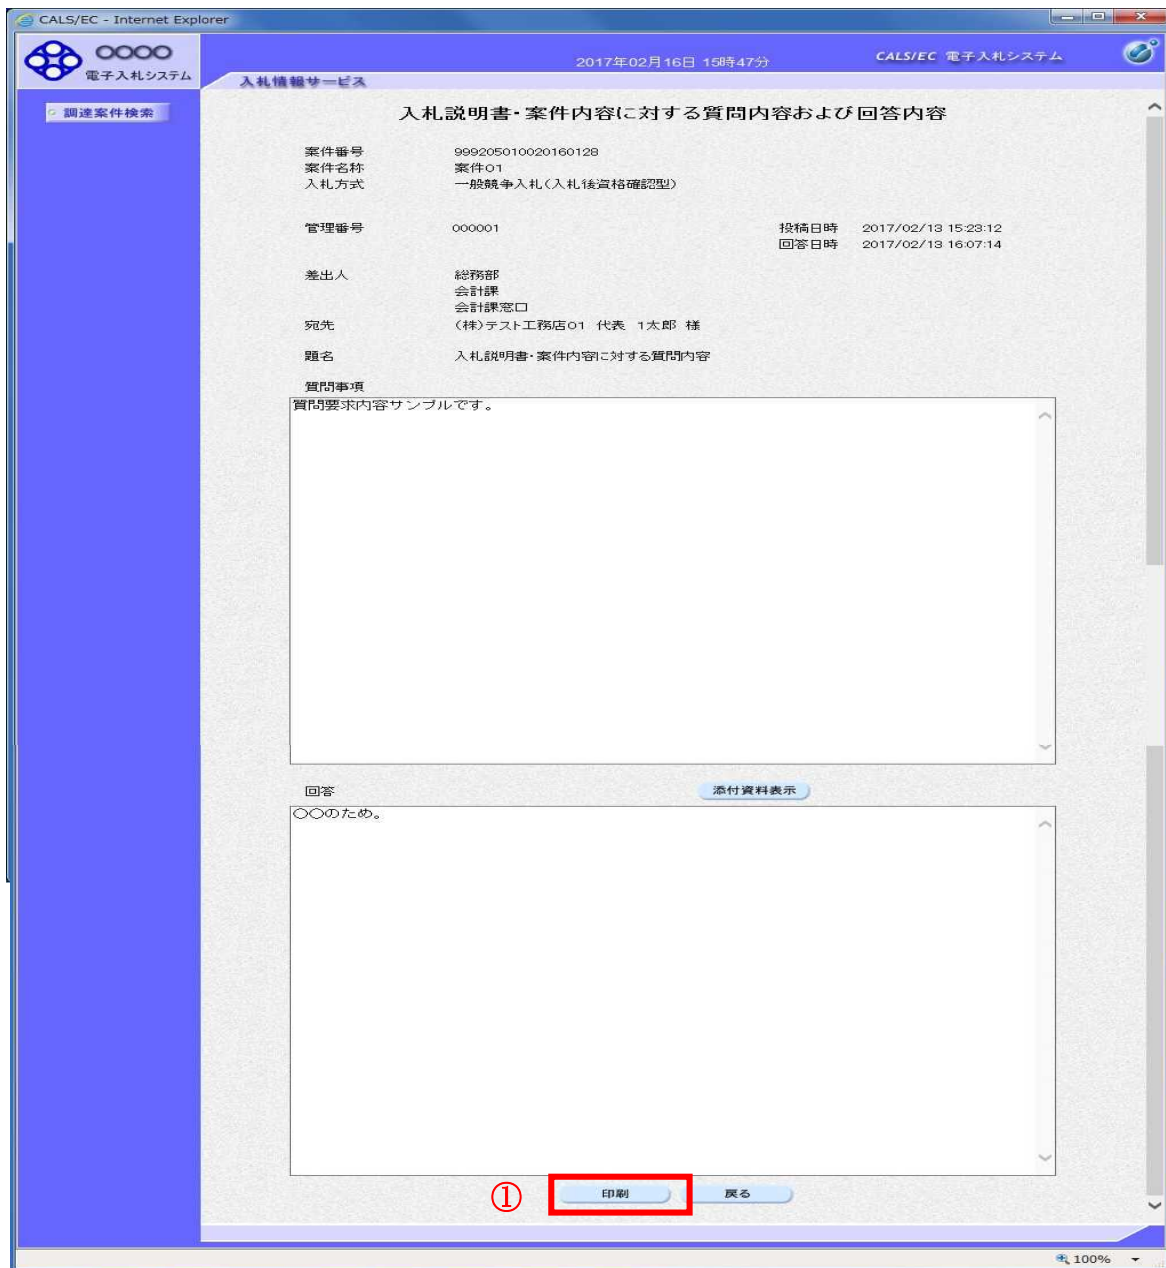 CALS/EC - Internet Explorer
〇〇〇〇
電子入札システム
2017年02月16日 15時47分
CALS/EC 電子入札システム
入札情報サービス
調達案件検索
入札説明書・案件内容に対する質問内容および回答内容
案件番号 999205010020160128
案件名称 案件01
入札方式 一般競争入札(入札後資格確認型)
管理番号 000001 投稿日時 2017/02/13 15:23:12
回答日時 2017/02/13 16:07:14
差出人 総務部
会計課
会計課窓口
宛先 (株)テスト工務店01 代表 1太郎 様
題名 入札説明書・案件内容に対する質問内容
質問事項
質問要求内容サンプルです。
回答 添付資料表示
〇〇のため。
① 印刷 戻る
100%